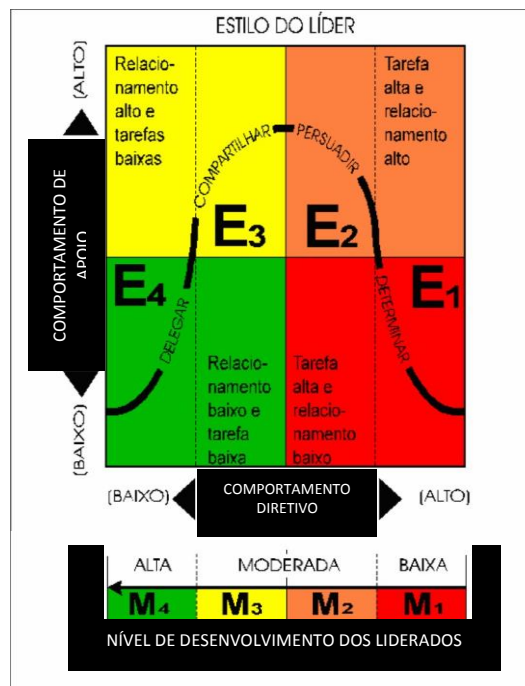 ESTILO DO LÍDER
(ALTO)
COMPORTAMENTO DE
APOIO
(BAIXO)
Relacio-
namento
alto e
tarefas
baixas
Tarefa
alta e
relacio-
namento
alto
COMPARTILHAR
PERSUADIR
E3
E2
E4
E1
DELEGAR
DETERMINAR
Relacio-
namento
baixo e
tarefa
baixa
Tarefa
alta e
relacio-
namento
baixo
(BAIXO)
COMPORTAMENTO
DIRETIVO
(ALTO)
ALTA
MODERADA
BAIXA
M4
M3
M2
M1
NÍVEL DE DESENVOLVIMENTO DOS LIDERADOS